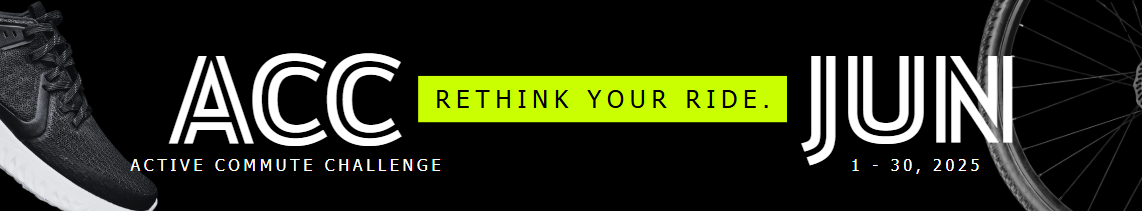 ACC
ACTIVE COMMUTE CHALLENGE
RETHINK YOUR RIDE.
JUN
1 - 30, 2025